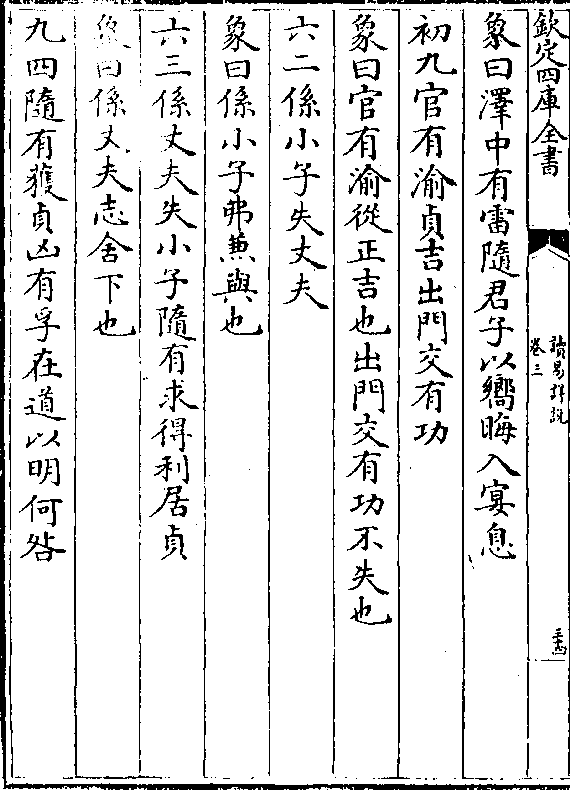 欽定四庫全書
讀易詳說
卷三
象曰澤中有雷隨君子以嚮晦入宴息
初九官有渝貞吉出門交有功
象曰官有渝從正吉也出門交有功不失也
六二係小子失丈夫
象曰係小子弗兼與也
六三係丈夫失小子隨有求得利居貞
象曰係丈夫志舍下也
九四隨有獲貞凶有孚在道以明何咎